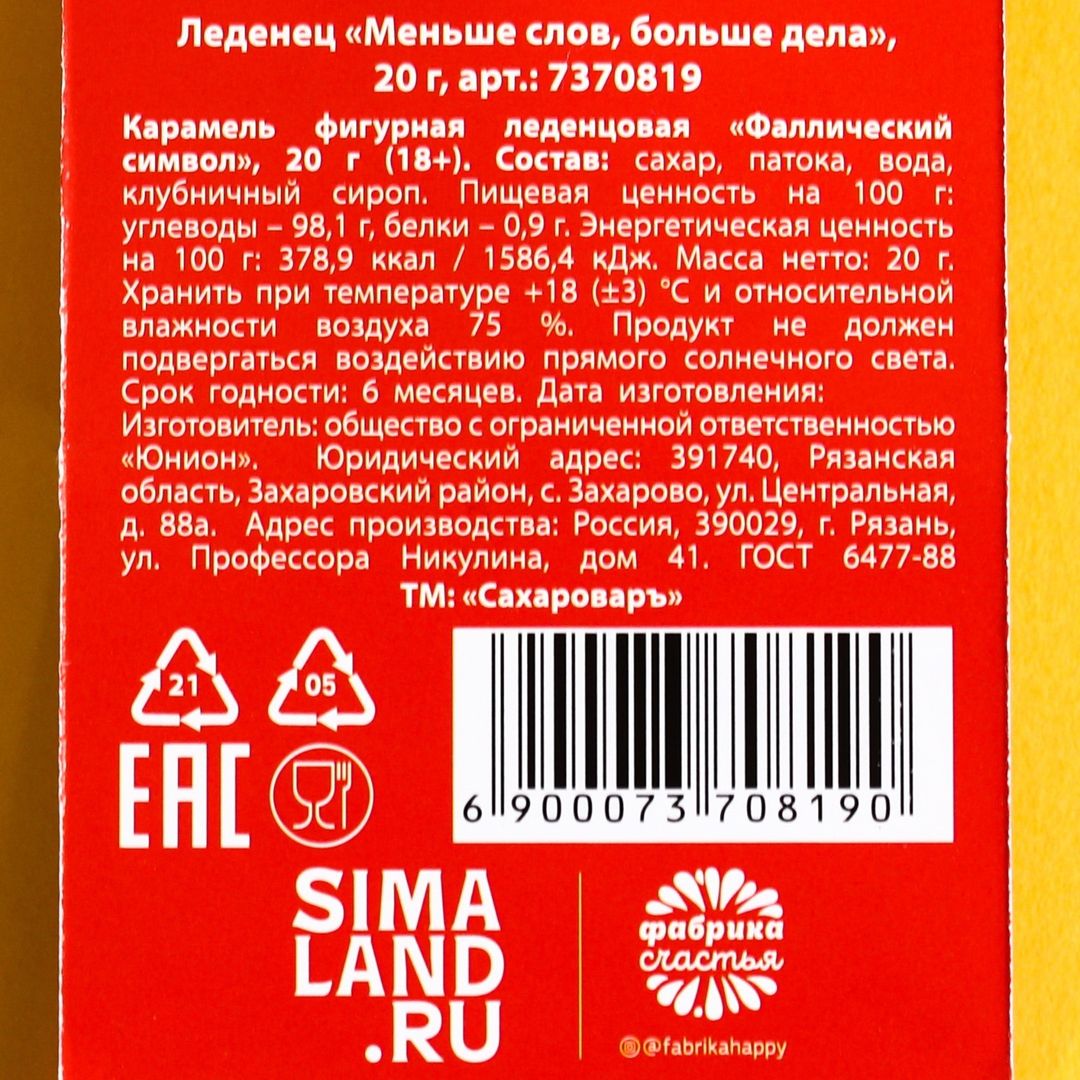 Леденец «Меньше слов, больше дела»,
20 г, арт.: 7370819
Карамель фигурная леденцовая «Фаллический
символ», 20 г (18+). Состав: сахар, патока, вода,
клубничный сироп. Пищевая ценность на 100 г:
углеводы – 98,1 г, белки – 0,9 г. Энергетическая ценность
на 100 г: 378,9 ккал / 1586,4 кДж. Масса нетто: 20 г.
Хранить при температуре +18 (±3) °С и относительной
влажности воздуха 75 %. Продукт не должен
подвергаться воздействию прямого солнечного света.
Срок годности: 6 месяцев. Дата изготовления:
Изготовитель: общество с ограниченной ответственностью
«Юнион». Юридический адрес: 391740, Рязанская
область, Захаровский район, с. Захарово, ул. Центральная,
д. 88а. Адрес производства: Россия, 390029, г. Рязань,
ул. Профессора Никулина, дом 41. ГОСТ 6477-88
ТМ: «Сахароваръ»
21 05
EAC
6 900073 708190
SIMA
LAND
.RU
фабрика
счастья
@fabrikahappy